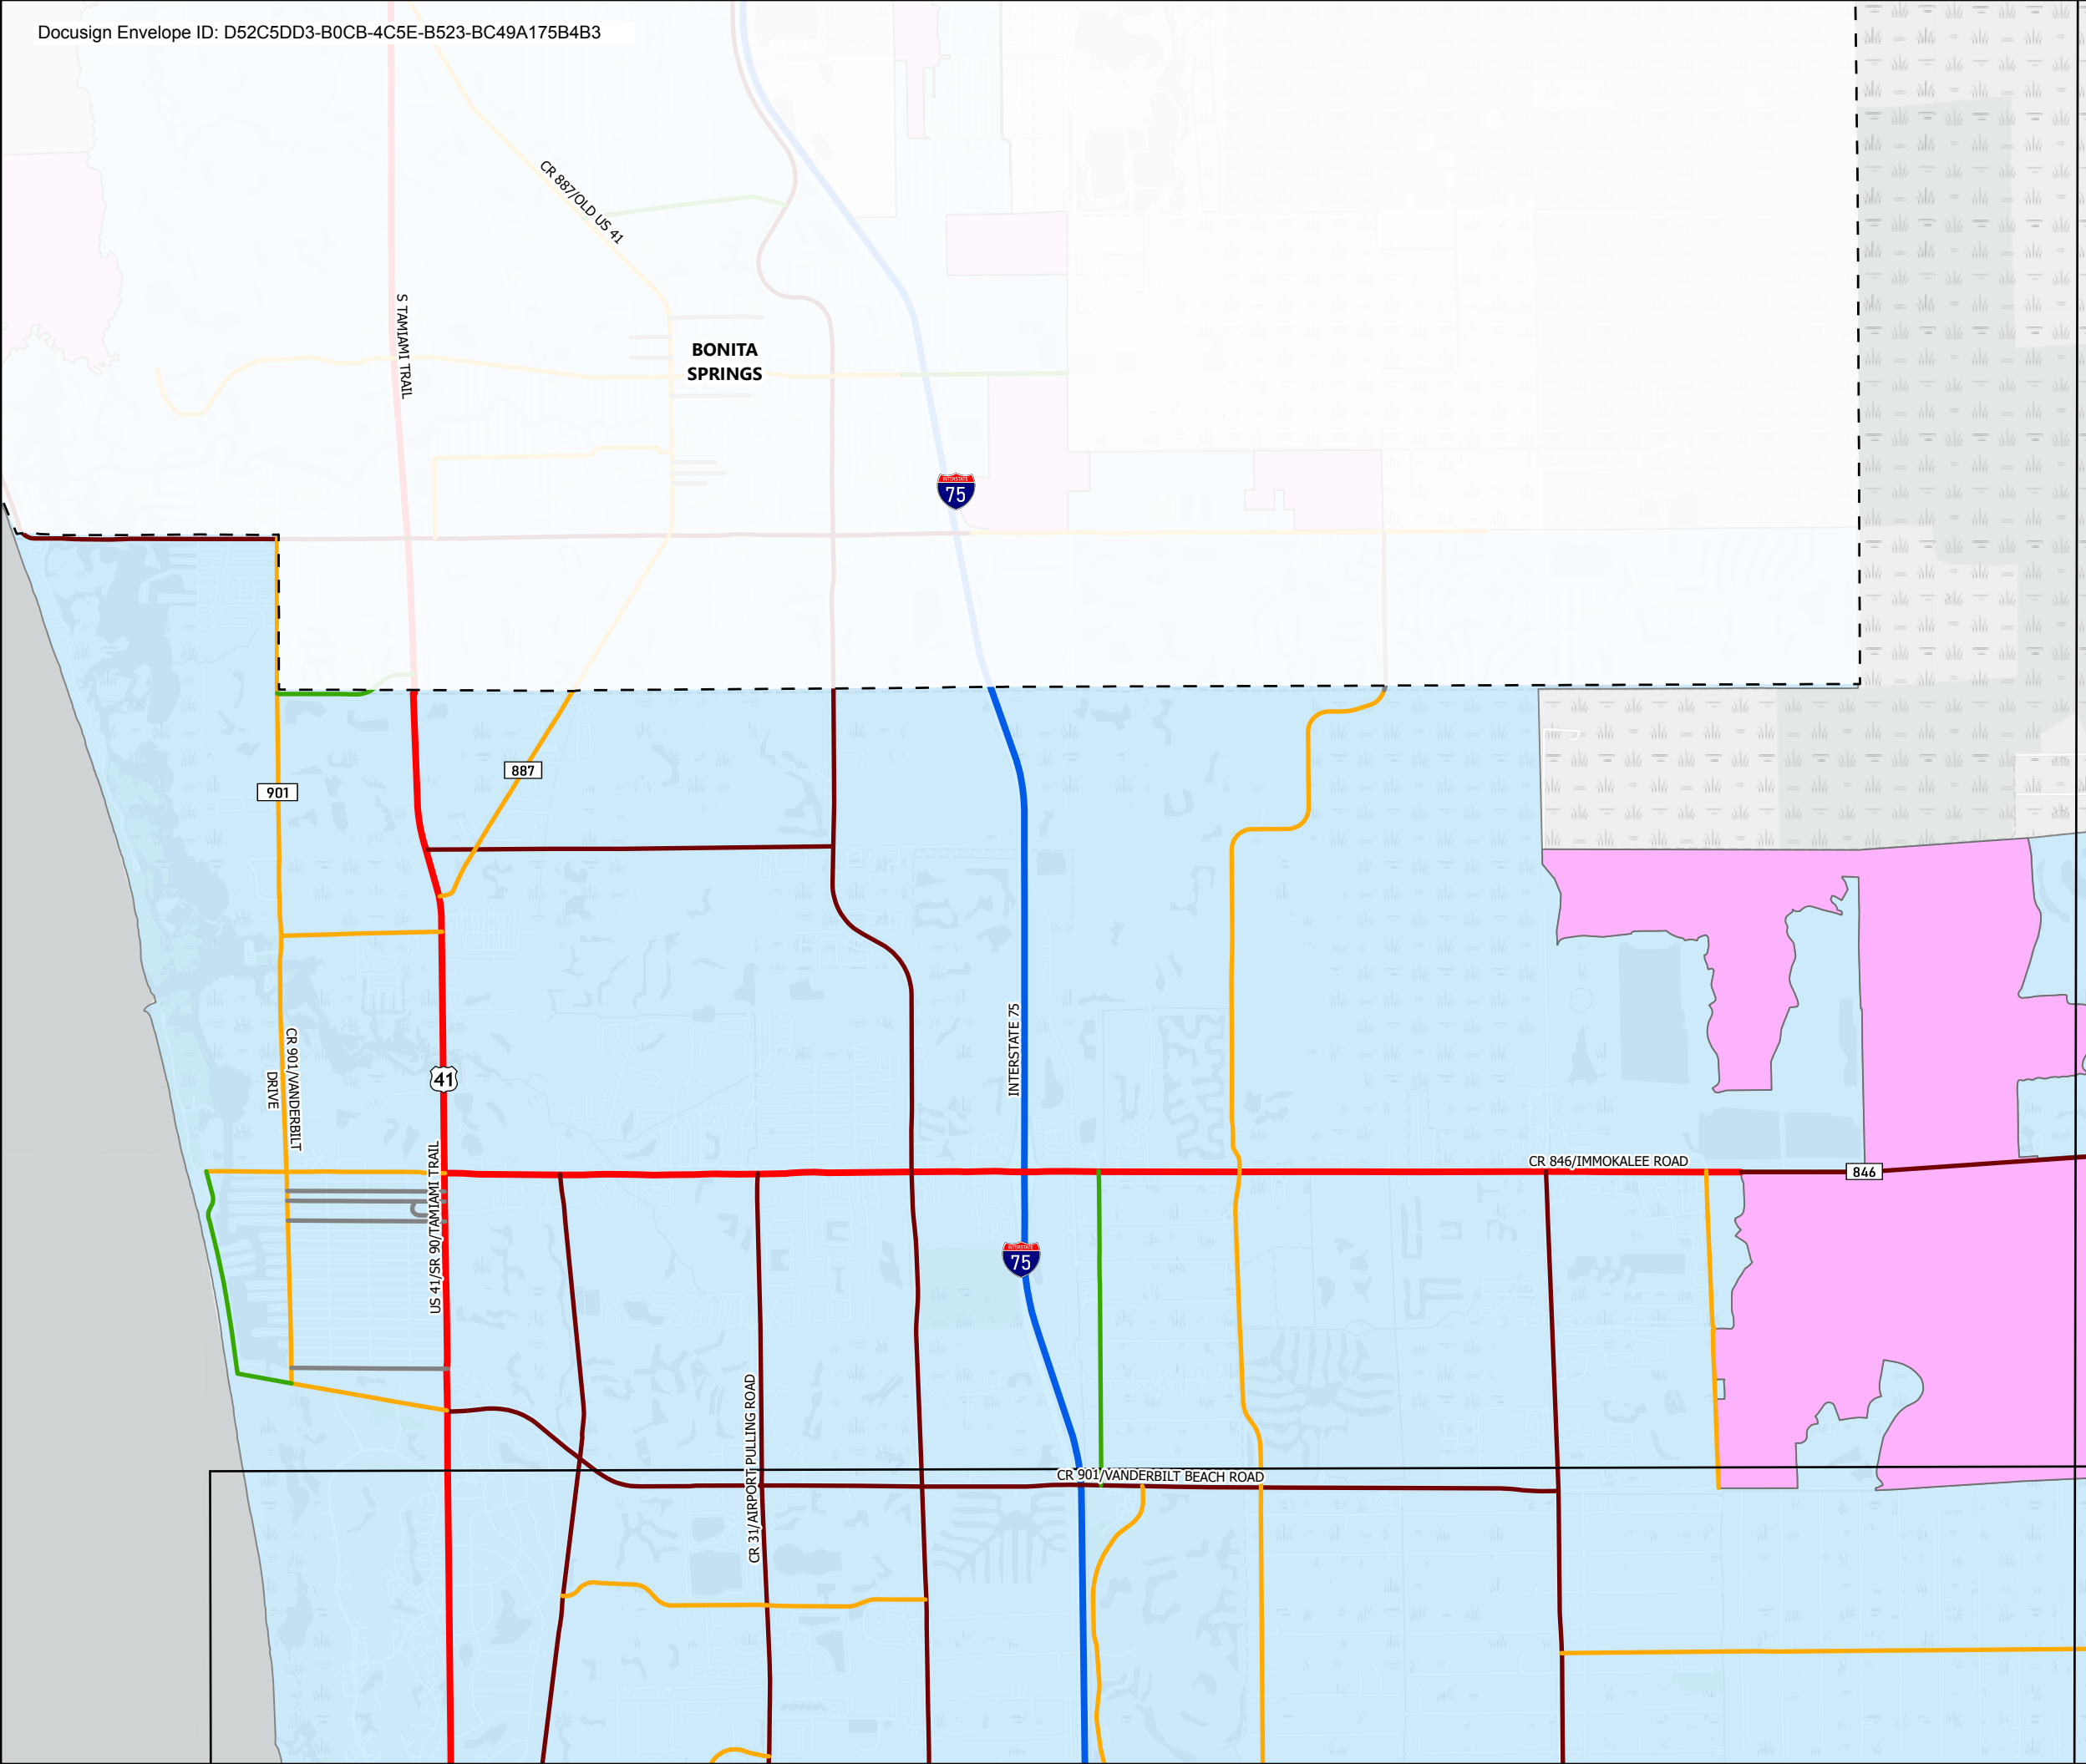 Docusign Envelope ID: D52C5DD3-B0CB-4C5E-B523-BC49A175B4B3
CR 887/OLD US 41
S TAMIAMI TRAIL
BONITA
SPRINGS
INTERSTATE
75
887
901
INTERSTATE 75
CR 901/VANDERBILT
DRIVE
41
US 41/SR 90/TAMIAMI TRAIL
CR 846/IMMOKALEE ROAD
846
INTERSTATE
75
CR 31/AIRPORT PULLING ROAD
CR 901/VANDERBILT BEACH ROAD